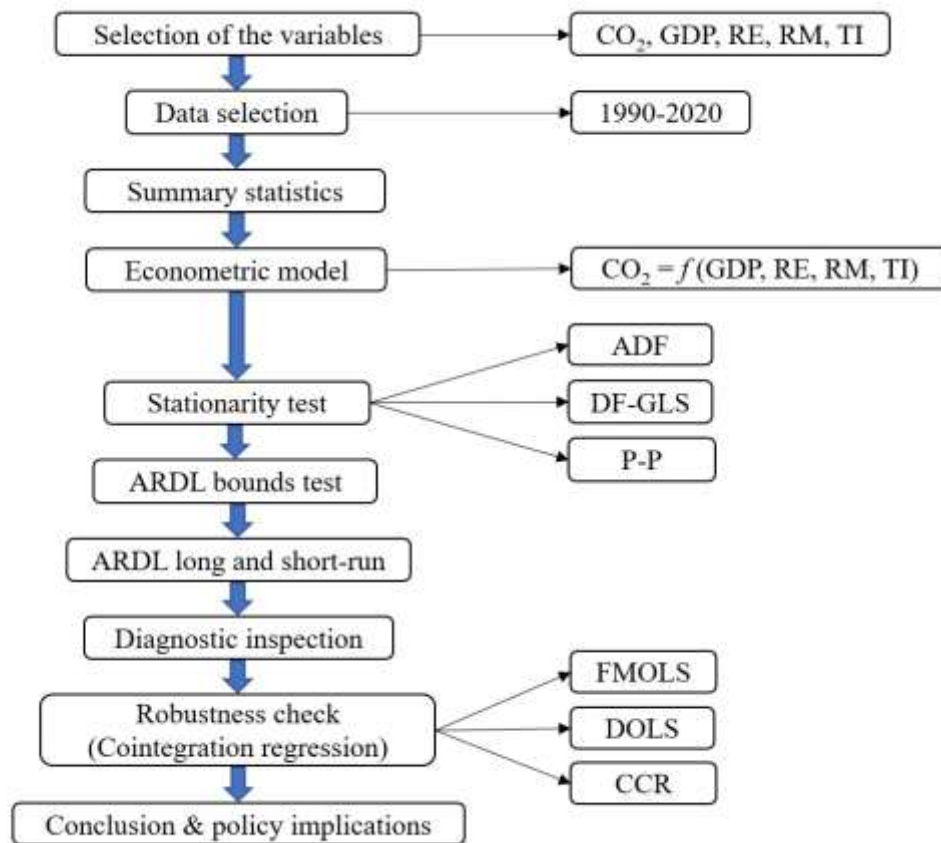 Selection of the variables
CO₂, GDP, RE, RM, TI
Data selection
1990-2020
Summary statistics
Econometric model
CO₂ = f (GDP, RE, RM, TI)
Stationarity test
ADF
DF-GLS
P-P
ARDL bounds test
ARDL long and short-run
Diagnostic inspection
Robustness check
(Cointegration regression)
FMOLS
DOLS
CCR
Conclusion & policy implications